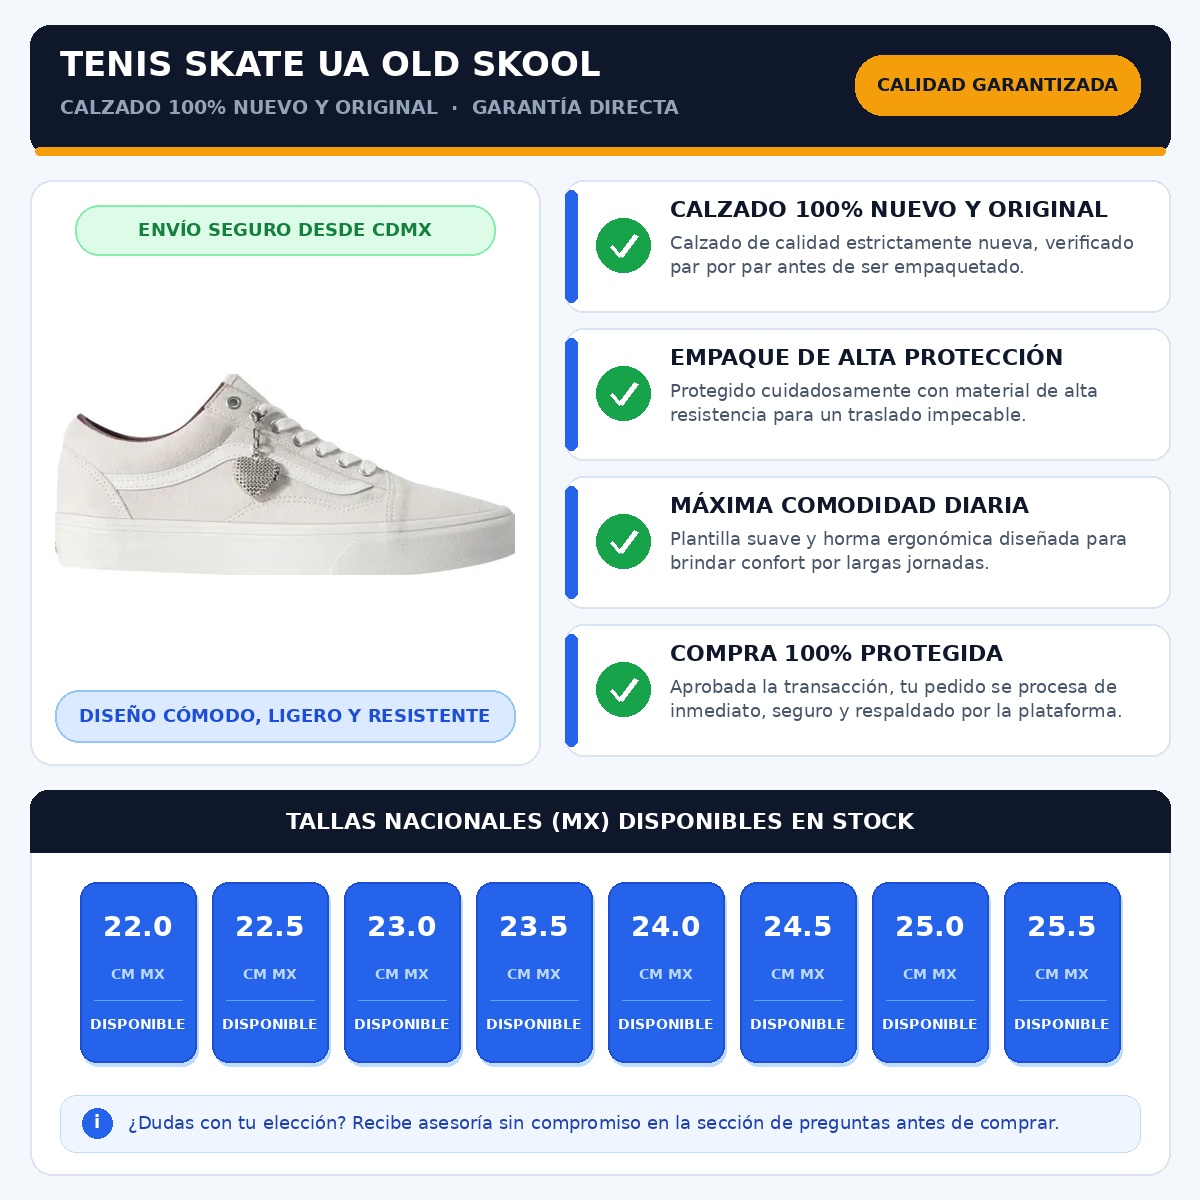 TENIS SKATE UA OLD SKOOL
CALZADO 100% NUEVO Y ORIGINAL · GARANTÍA DIRECTA
CALIDAD GARANTIZADA
ENVÍO SEGURO DESDE CDMX
DISEÑO CÓMODO, LIGERO Y RESISTENTE
CALZADO 100% NUEVO Y ORIGINAL
Calzado de calidad estrictamente nueva, verificado
par por par antes de ser empaquetado.
EMPAQUE DE ALTA PROTECCIÓN
Protegido cuidadosamente con material de alta
resistencia para un traslado impecable.
MÁXIMA COMODIDAD DIARIA
Plantilla suave y horma ergonómica diseñada para
brindar confort por largas jornadas.
COMPRA 100% PROTEGIDA
Aprobada la transacción, tu pedido se procesa de
inmediato, seguro y respaldado por la plataforma.
TALLAS NACIONALES (MX) DISPONIBLES EN STOCK
22.0 22.5 23.0 23.5 24.0 24.5 25.0 25.5
CM MX CM MX CM MX CM MX CM MX CM MX CM MX CM MX
DISPONIBLE DISPONIBLE DISPONIBLE DISPONIBLE DISPONIBLE DISPONIBLE DISPONIBLE DISPONIBLE
i ¿Dudas con tu elección? Recibe asesoría sin compromiso en la sección de preguntas antes de comprar.